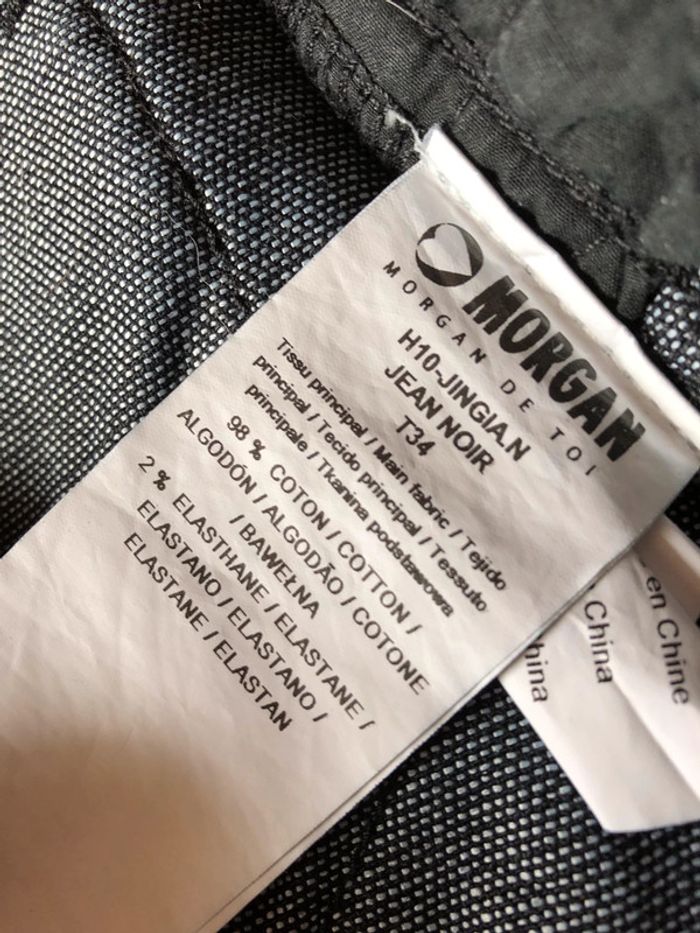 MORGAN
MORGAN DE TOI
H10-JINGIAN.N
JEAN NOIR
T34
Tissu principal / Main fabric / Tejido
principal / Tecido principal / Tessuto
principale / Tkanina podstawowa
98 % COTON / COTTON /
ALGODÓN / ALGODÃO / COTONE
/ BAWEŁNA
2 % ELASTHANE / ELASTANE /
ELASTANO / ELASTANO /
ELASTANE / ELASTAN
en Chine
China
hina